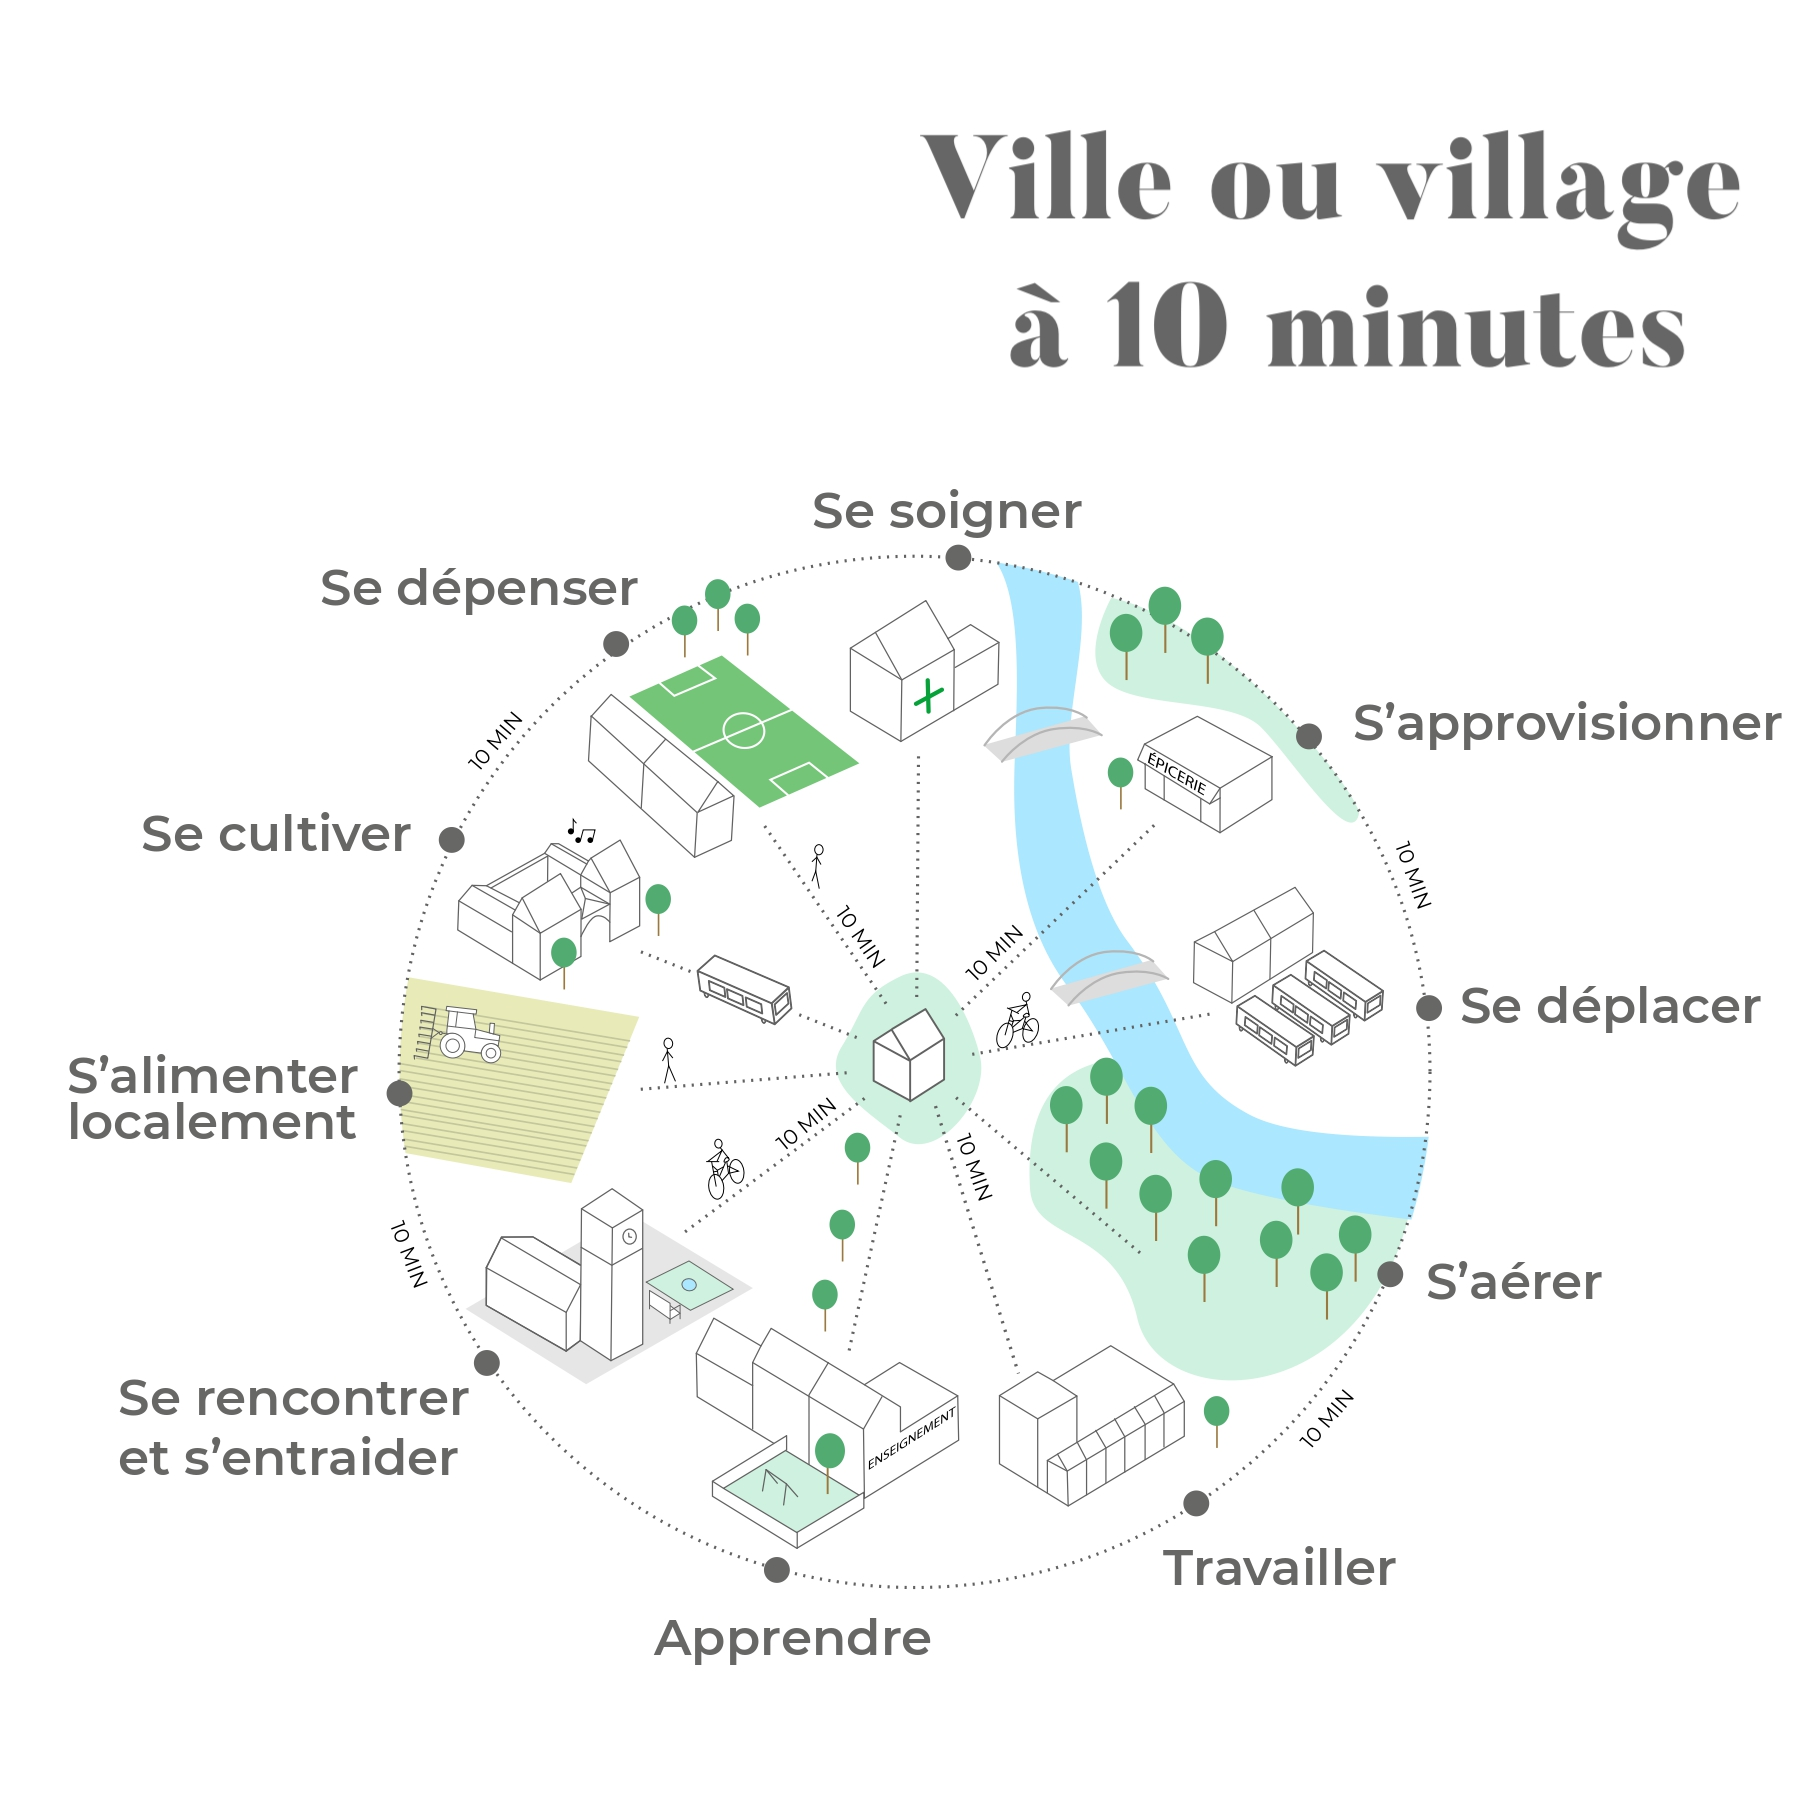 Ville ou village
à 10 minutes
Se soigner
Se dépenser
S’approvisionner
10 MIN
ÉPICERIE
Se cultiver
10 MIN
10 MIN
10 MIN
Se déplacer
S’alimenter
localement
10 MIN
10 MIN
10 MIN
S’aérer
Se rencontrer
et s’entraider
10 MIN
ENSEIGNEMENT
Travailler
Apprendre